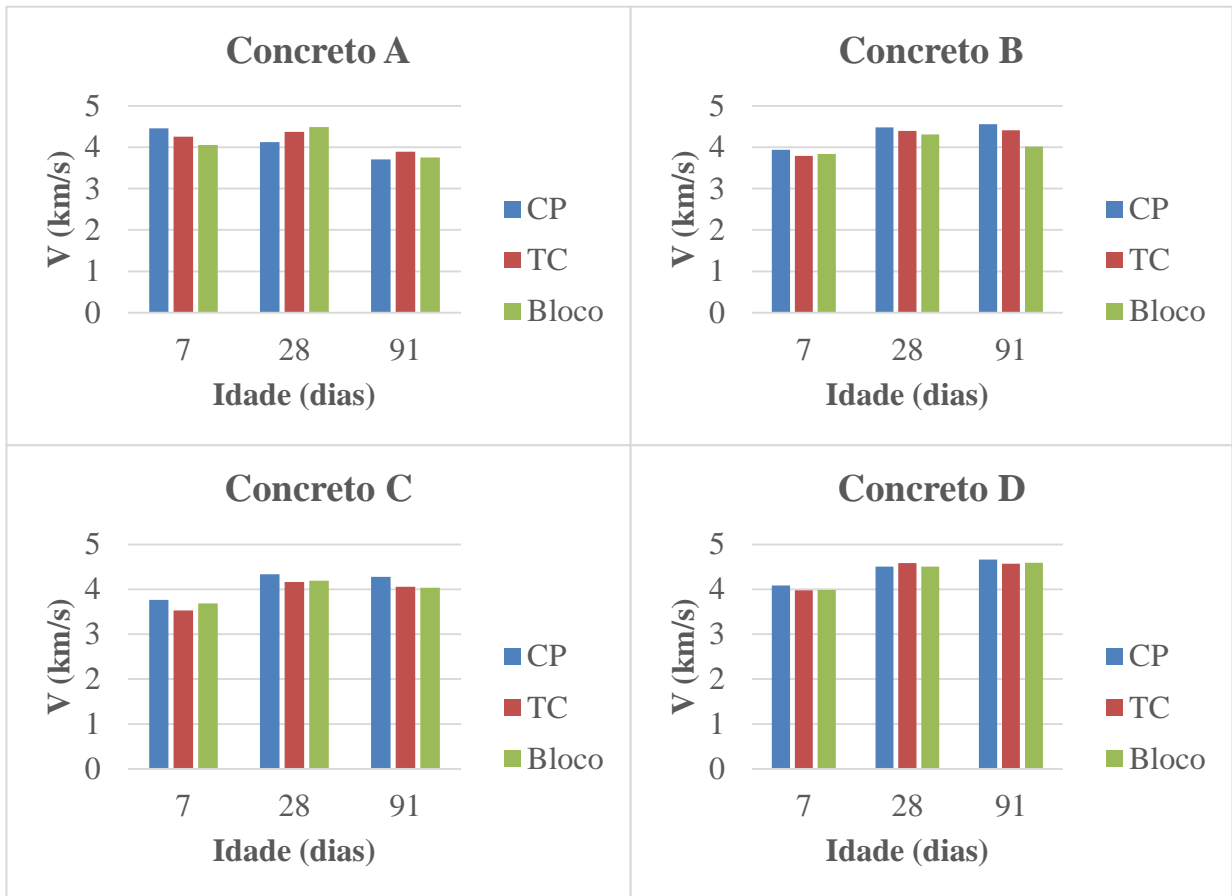 Concreto A
5
4
3
2
1
0
V (km/s)
7 28 91
Idade (dias)
CP
TC
Bloco
Concreto B
5
4
3
2
1
0
V (km/s)
7 28 91
Idade (dias)
CP
TC
Bloco
Concreto C
5
4
3
2
1
0
V (km/s)
7 28 91
Idade (dias)
CP
TC
Bloco
Concreto D
5
4
3
2
1
0
V (km/s)
7 28 91
Idade (dias)
CP
TC
Bloco